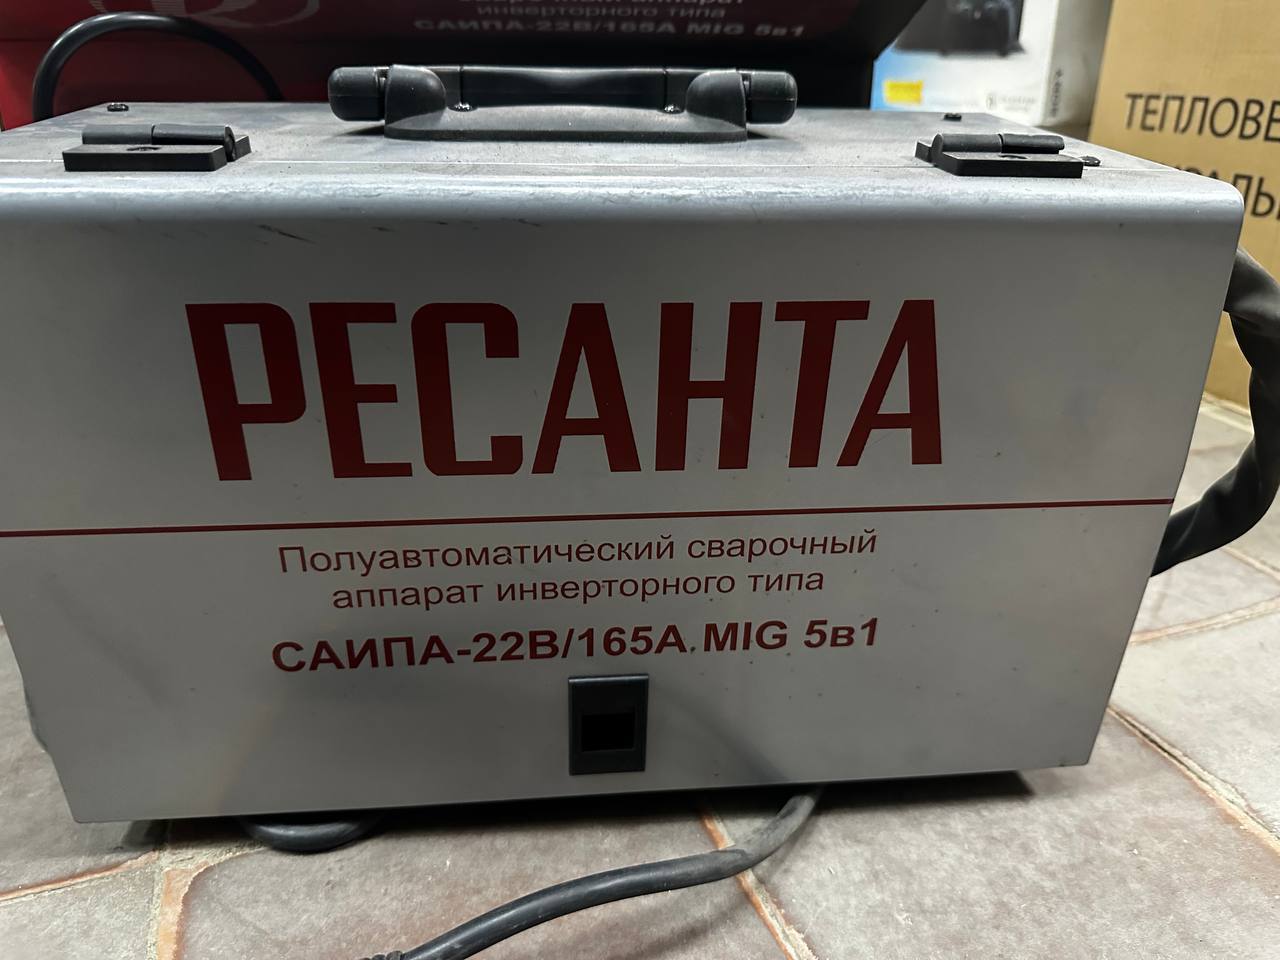 инверторного типа
САИПА-22В/165А MIG 5в1
ТЕПЛОВЕ
РЕСАНТА
Полуавтоматический сварочный
аппарат инверторного типа
САИПА-22В/165А MIG 5в1